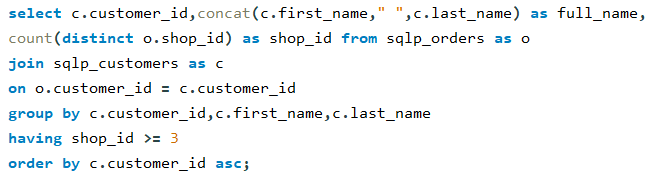 select c.customer_id,concat(c.first_name," ",c.last_name) as full_name,
count(distinct o.shop_id) as shop_id from sqlp_orders as o
join sqlp_customers as c
on o.customer_id = c.customer_id
group by c.customer_id,c.first_name,c.last_name
having shop_id >= 3
order by c.customer_id asc;